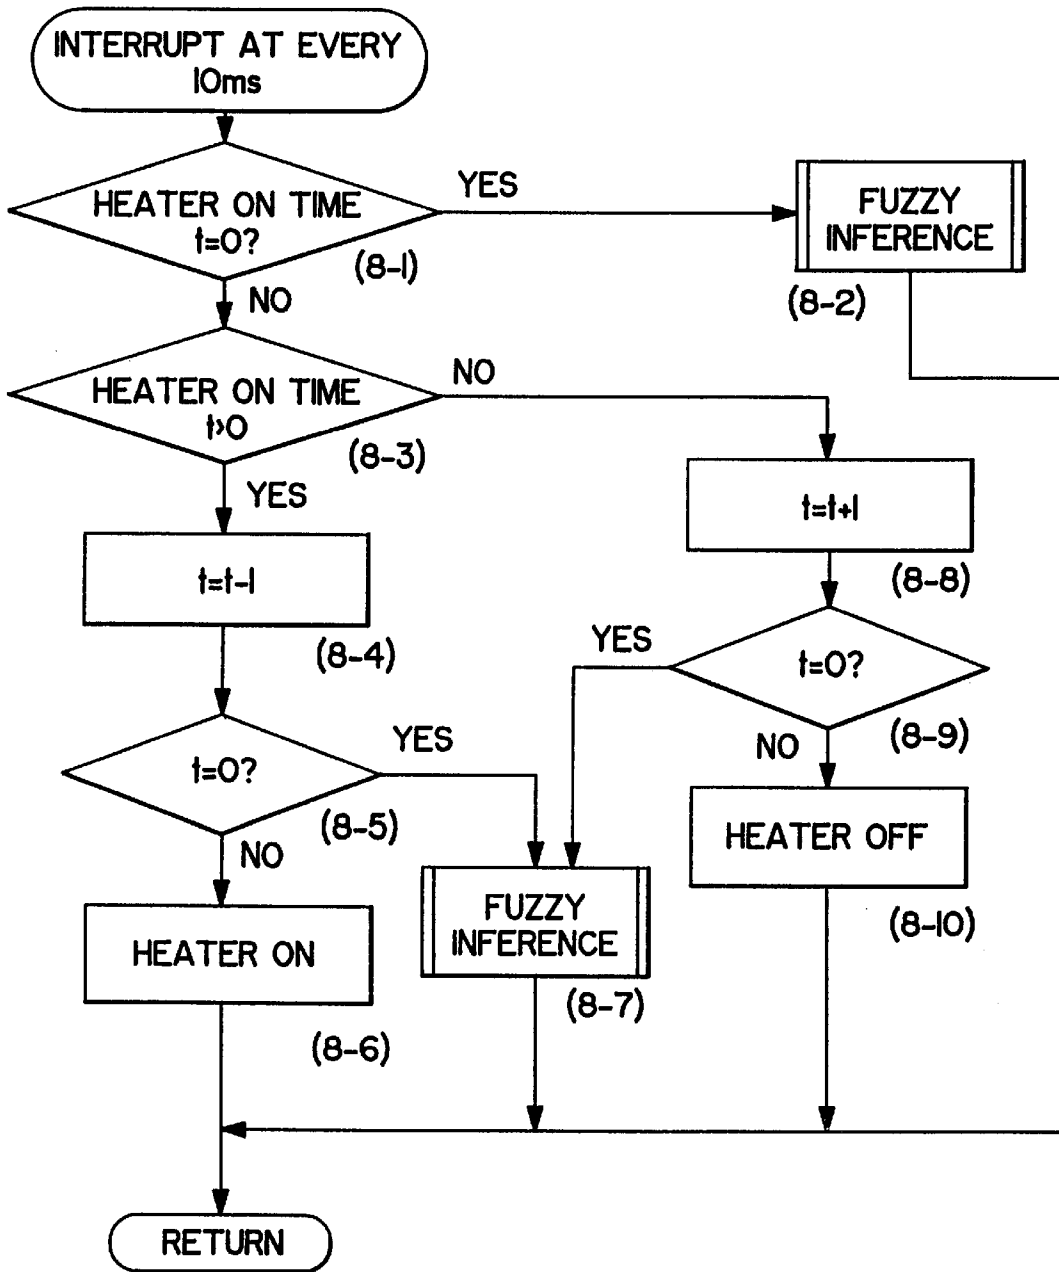 INTERRUPT AT EVERY
10ms
HEATER ON TIME
t=0?
(8-1)
YES
FUZZY
INFERENCE
(8-2)
NO
HEATER ON TIME
t>0
(8-3)
NO
YES
t=t-1
(8-4)
t=t+1
(8-8)
t=0?
(8-5)
YES
YES
t=0?
(8-9)
NO
NO
HEATER OFF
(8-10)
HEATER ON
(8-6)
FUZZY
INFERENCE
(8-7)
RETURN